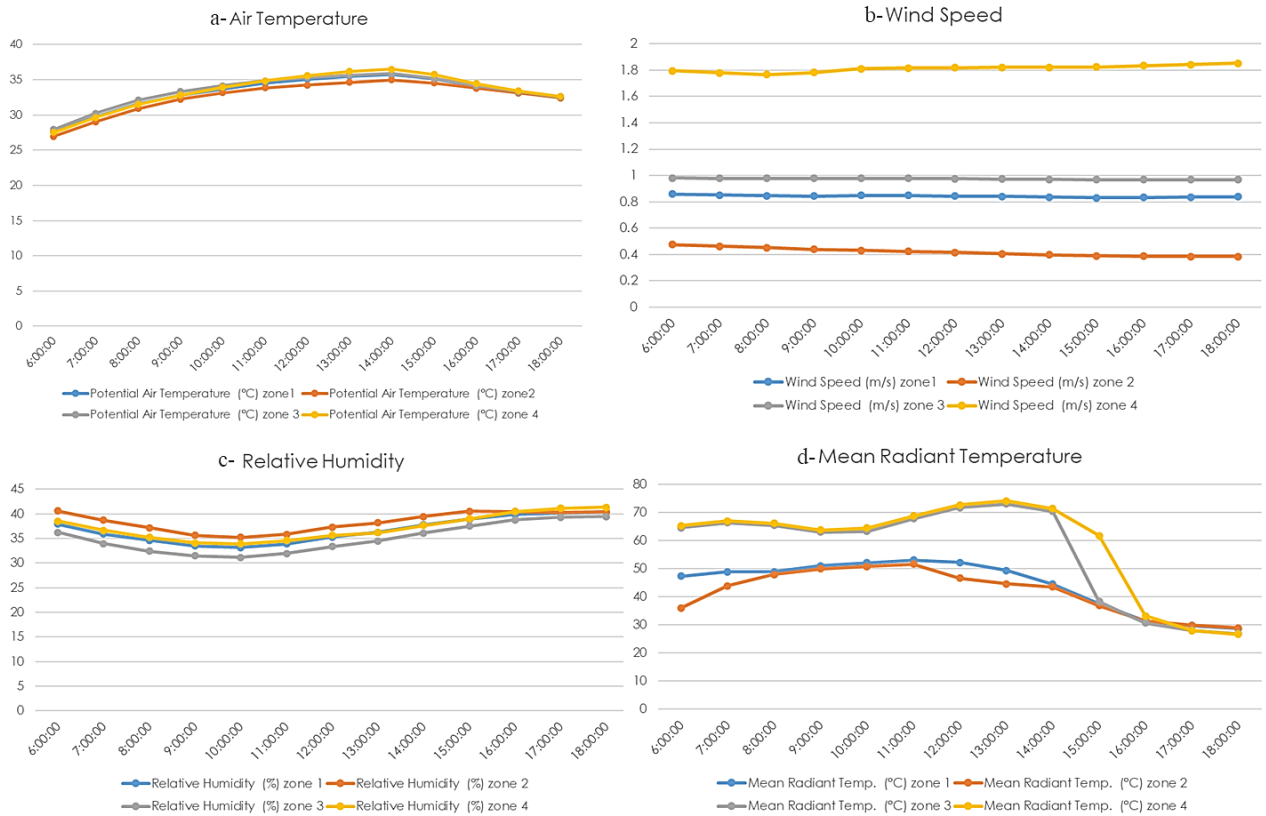 a- Air Temperature
40
35
30
25
20
15
10
5
0
6:00:00 7:00:00 8:00:00 9:00:00 10:00:00 11:00:00 12:00:00 13:00:00 14:00:00 15:00:00 16:00:00 17:00:00 18:00:00
Potential Air Temperature (°C) zone1 Potential Air Temperature (°C) zone2
Potential Air Temperature (°C) zone 3 Potential Air Temperature (°C) zone 4
b- Wind Speed
2
1.8
1.6
1.4
1.2
1
0.8
0.6
0.4
0.2
0
6:00:00 7:00:00 8:00:00 9:00:00 10:00:00 11:00:00 12:00:00 13:00:00 14:00:00 15:00:00 16:00:00 17:00:00 18:00:00
Wind Speed (m/s) zone1 Wind Speed (m/s) zone 2
Wind Speed (m/s) zone 3 Wind Speed (m/s) zone 4
c- Relative Humidity
45
40
35
30
25
20
15
10
5
0
6:00:00 7:00:00 8:00:00 9:00:00 10:00:00 11:00:00 12:00:00 13:00:00 14:00:00 15:00:00 16:00:00 17:00:00 18:00:00
Relative Humidity (%) zone 1 Relative Humidity (%) zone 2
Relative Humidity (%) zone 3 Relative Humidity (%) zone 4
d- Mean Radiant Temperature
80
70
60
50
40
30
20
10
0
6:00:00 7:00:00 8:00:00 9:00:00 10:00:00 11:00:00 12:00:00 13:00:00 14:00:00 15:00:00 16:00:00 17:00:00 18:00:00
Mean Radiant Temp. (°C) zone 1 Mean Radiant Temp. (°C) zone 2
Mean Radiant Temp. (°C) zone 3 Mean Radiant Temp. (°C) zone 4